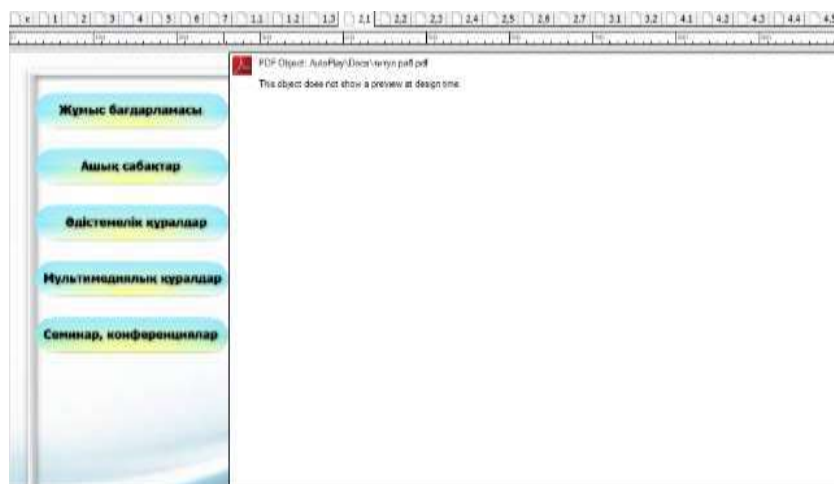 к 1 2 3 4 5 6 7 1.1 1.2 1.3 2.1 2.2 2.3 2.4 2.5 2.6 2.7 3.1 3.2 4.1 4.2 4.3 4.4 4.5
PDF Object: AutoPlay\Docs\
This object does not show a preview at design time.
Жұмыс бағдарламасы
Ашық сабақтар
Әдістемелік құралдар
Мультимедиялық құралдар
Семинар, конференциялар